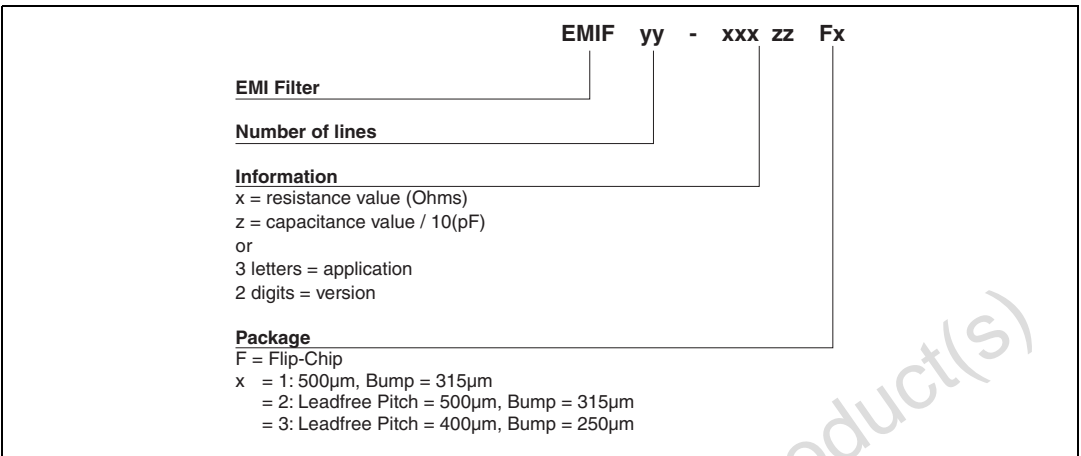 EMIF yy - xxx zz Fx
EMI Filter
Number of lines
Information
x = resistance value (Ohms)
z = capacitance value / 10(pF)
or
3 letters = application
2 digits = version
Package
F = Flip-Chip
x = 1: 500µm, Bump = 315µm
= 2: Leadfree Pitch = 500µm, Bump = 315µm
= 3: Leadfree Pitch = 400µm, Bump = 250µm